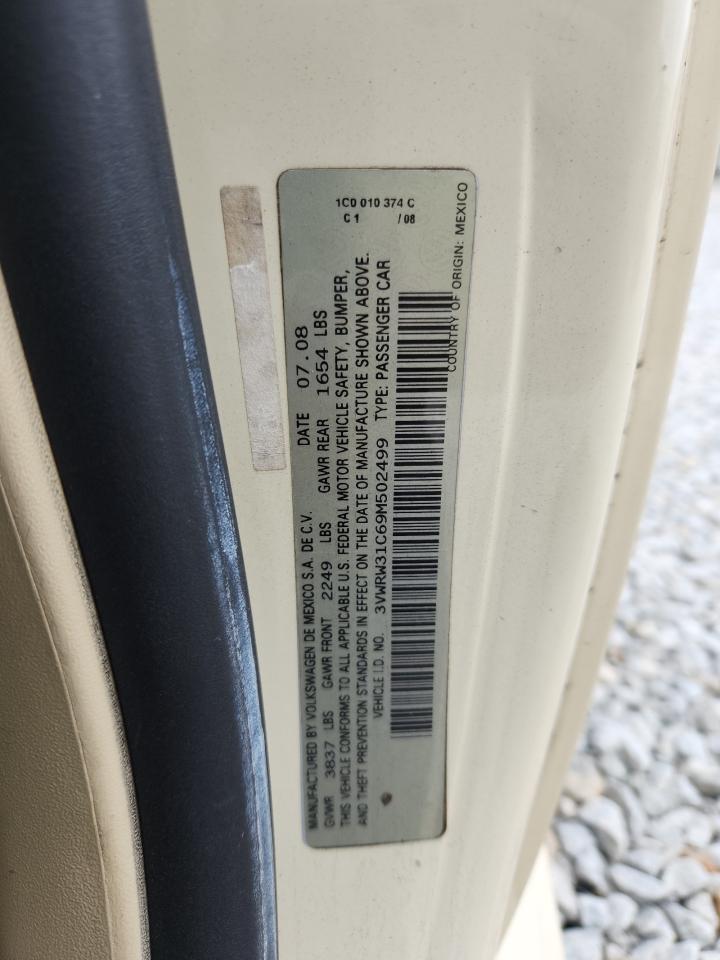 1C0 010 374 C
C 1 / 08
MANUFACTURED BY VOLKSWAGEN DE MEXICO S.A. DE C.V. DATE 07.08
GVWR 3837 LBS GAWR FRONT 2249 LBS GAWR REAR 1654 LBS
THIS VEHICLE CONFORMS TO ALL APPLICABLE U.S. FEDERAL MOTOR VEHICLE SAFETY, BUMPER,
AND THEFT PREVENTION STANDARDS IN EFFECT ON THE DATE OF MANUFACTURE SHOWN ABOVE.
VEHICLE I.D. NO. 3VWRW31C69M502499 TYPE: PASSENGER CAR
COUNTRY OF ORIGIN: MEXICO